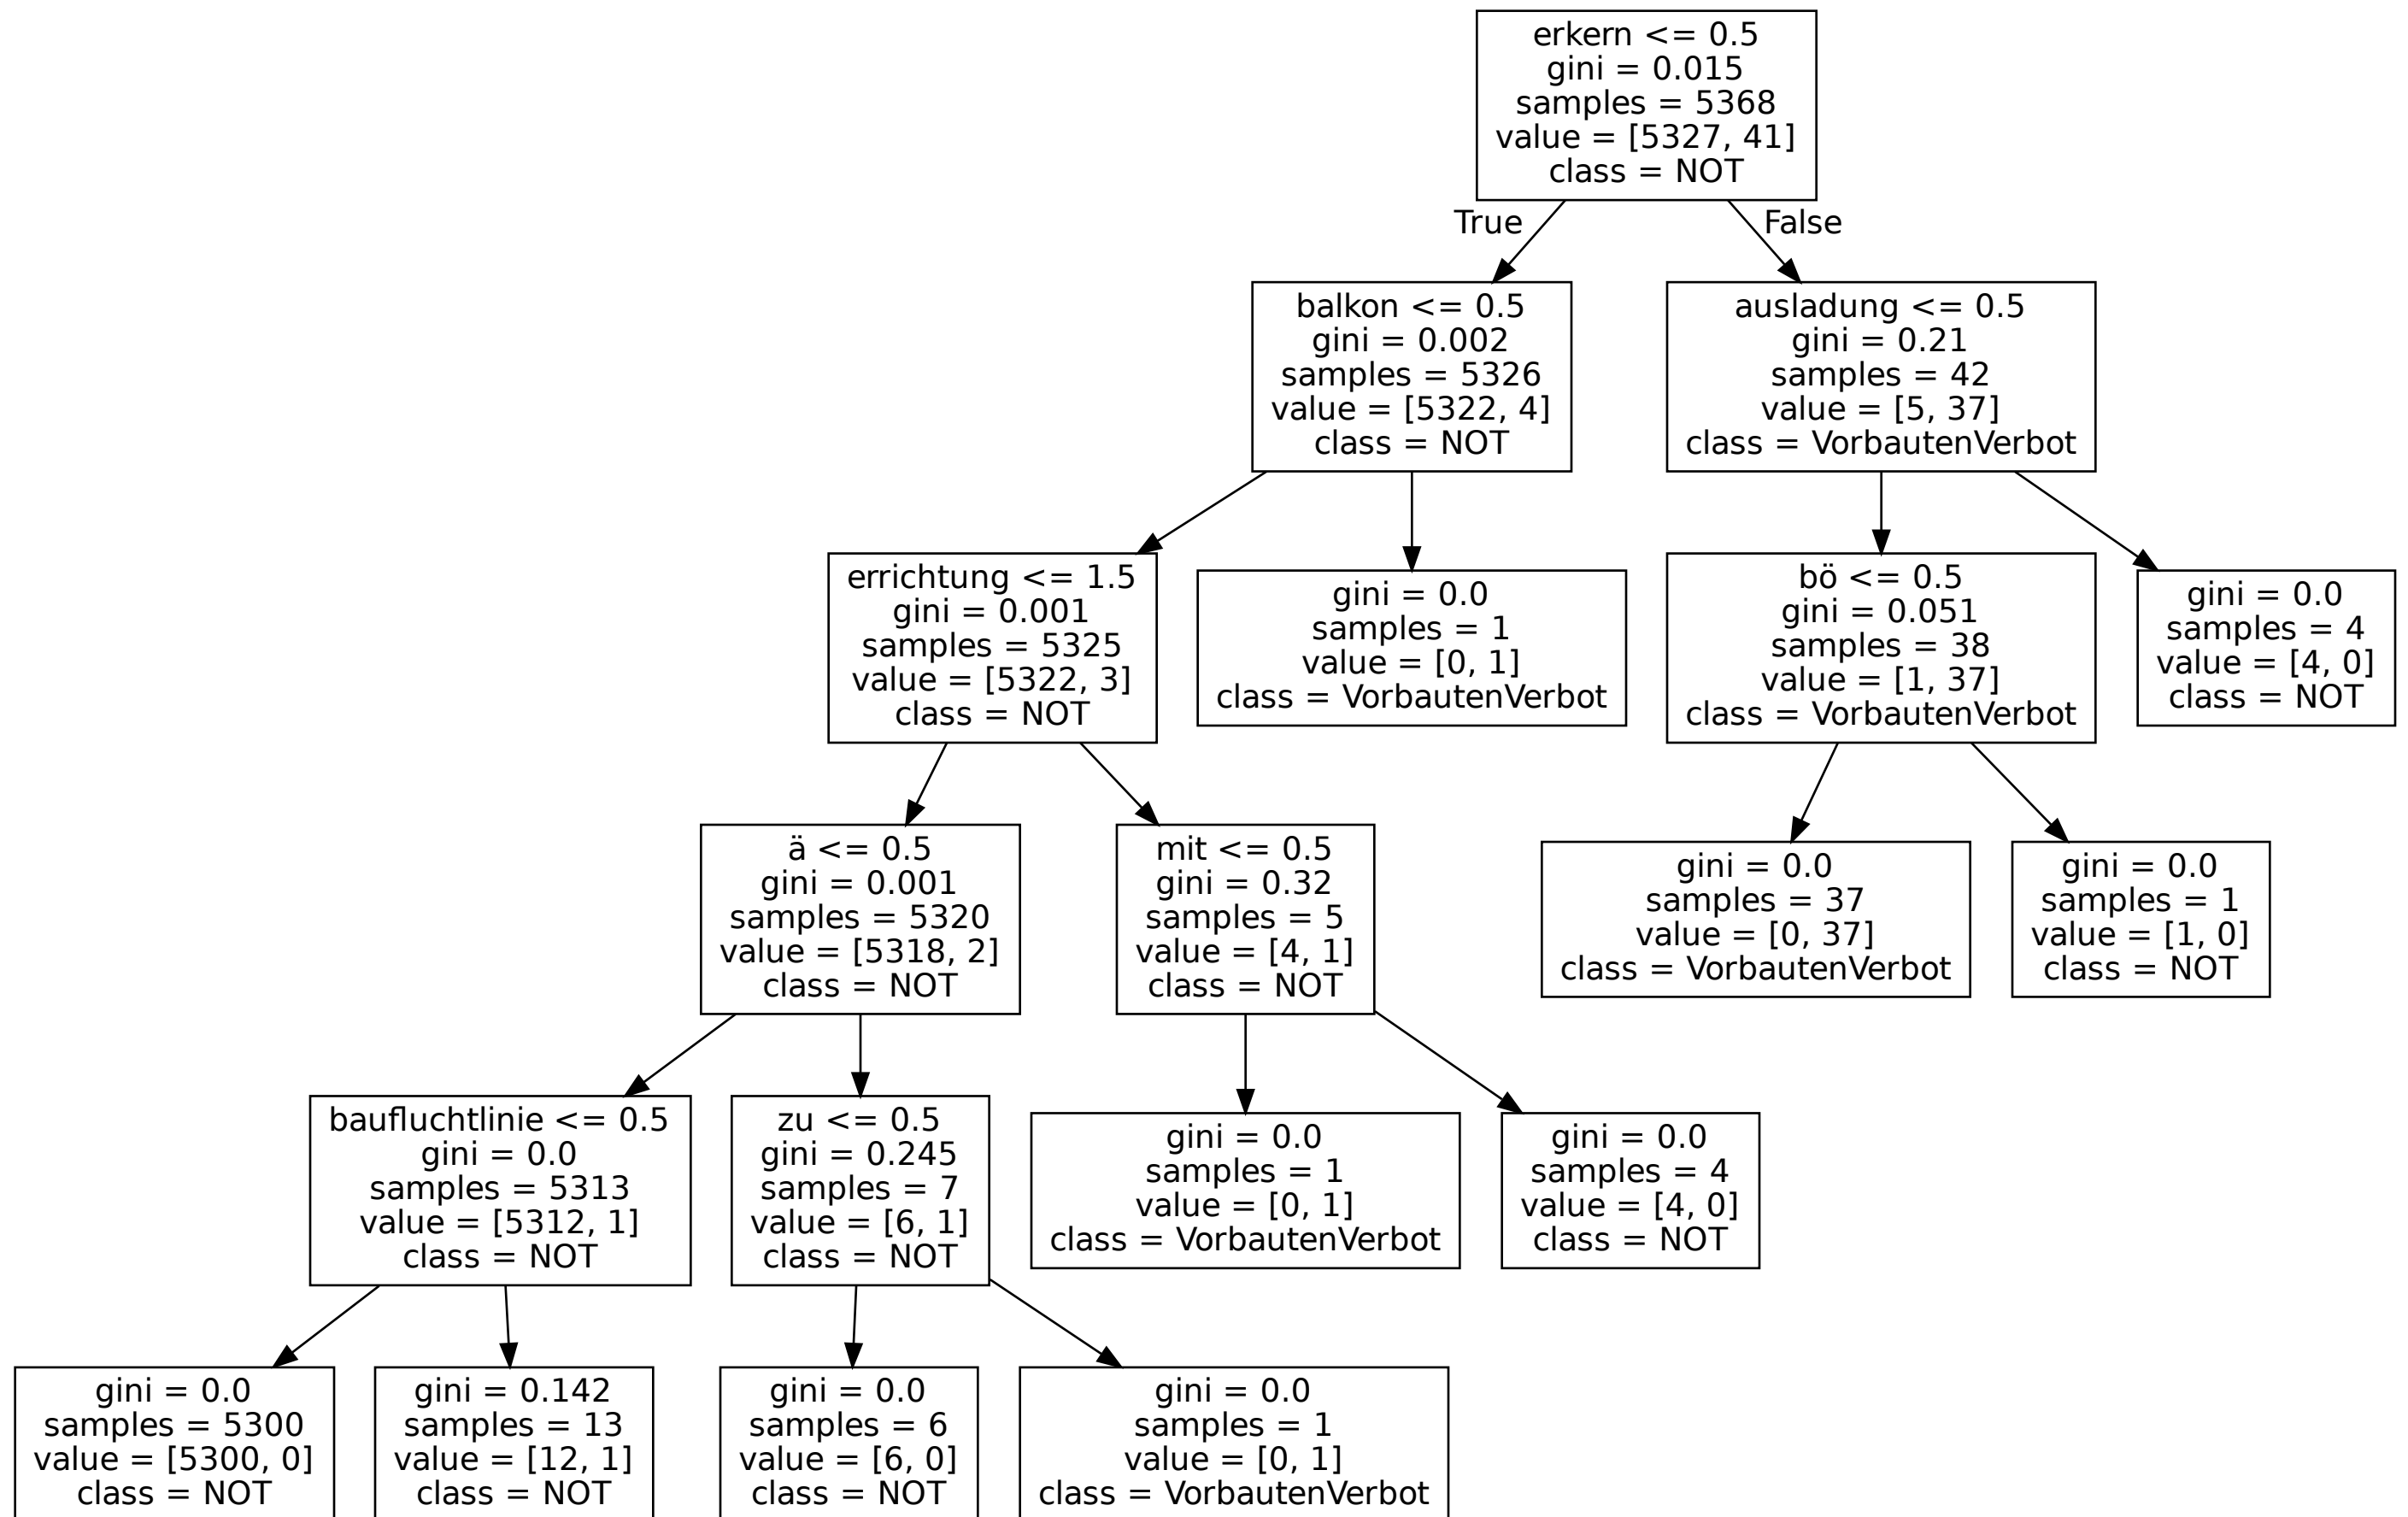 erkern <= 0.5
gini = 0.015
samples = 5368
value = [5327, 41]
class = NOT
True
False
balkon <= 0.5
gini = 0.002
samples = 5326
value = [5322, 4]
class = NOT
ausladung <= 0.5
gini = 0.21
samples = 42
value = [5, 37]
class = VorbautenVerbot
errichtung <= 1.5
gini = 0.001
samples = 5325
value = [5322, 3]
class = NOT
gini = 0.0
samples = 1
value = [0, 1]
class = VorbautenVerbot
bö <= 0.5
gini = 0.051
samples = 38
value = [1, 37]
class = VorbautenVerbot
gini = 0.0
samples = 4
value = [4, 0]
class = NOT
ä <= 0.5
gini = 0.001
samples = 5320
value = [5318, 2]
class = NOT
mit <= 0.5
gini = 0.32
samples = 5
value = [4, 1]
class = NOT
gini = 0.0
samples = 37
value = [0, 37]
class = VorbautenVerbot
gini = 0.0
samples = 1
value = [1, 0]
class = NOT
baufluchtlinie <= 0.5
gini = 0.0
samples = 5313
value = [5312, 1]
class = NOT
zu <= 0.5
gini = 0.245
samples = 7
value = [6, 1]
class = NOT
gini = 0.0
samples = 1
value = [0, 1]
class = VorbautenVerbot
gini = 0.0
samples = 4
value = [4, 0]
class = NOT
gini = 0.0
samples = 5300
value = [5300, 0]
class = NOT
gini = 0.142
samples = 13
value = [12, 1]
class = NOT
gini = 0.0
samples = 6
value = [6, 0]
class = NOT
gini = 0.0
samples = 1
value = [0, 1]
class = VorbautenVerbot